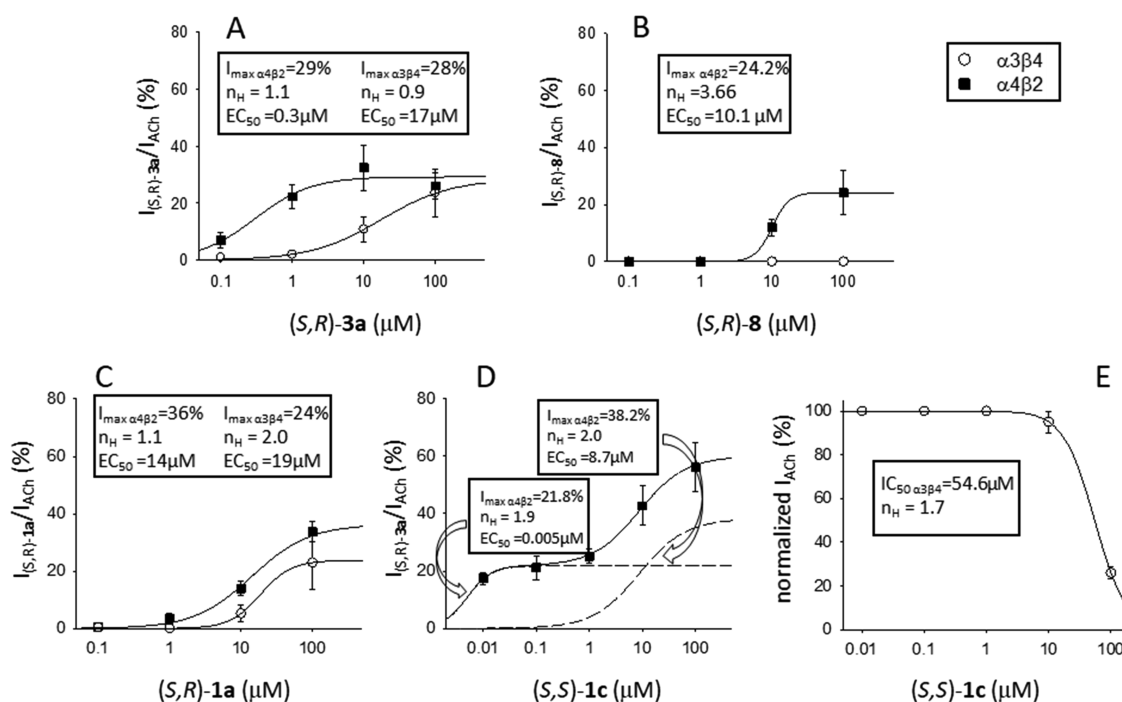 A
80
60
40
20
0
I(S,R)-3a/IACh (%)
Imax α4β2=29% Imax α3β4=28%
nH = 1.1 nH = 0.9
EC50 =0.3μM EC50 = 17μM
0.1 1 10 100
(S,R)-3a (μM)
B
80
60
40
20
0
I(S,R)-8/IACh (%)
Imax α4β2=24.2%
nH = 3.66
EC50=10.1 μM
0.1 1 10 100
(S,R)-8 (μM)
α3β4
α4β2
C
80
60
40
20
0
I(S,R)-1a/IACh (%)
Imax α4β2=36% Imax α3β4=24%
nH = 1.1 nH = 2.0
EC50 =14μM EC50 = 19μM
0.1 1 10 100
(S,R)-1a (μM)
D
80
60
40
20
0
I(S,R)-3a/IACh (%)
Imax α4β2=38.2%
nH = 2.0
EC50 =8.7μM
Imax α4β2=21.8%
nH = 1.9
EC50 =0.005μM
0.01 0.1 1 10 100
(S,S)-1c (μM)
E
100
80
60
40
20
0
normalized IACh (%)
IC50 α3β4=54.6μM
nH = 1.7
0.01 0.1 1 10 100
(S,S)-1c (μM)